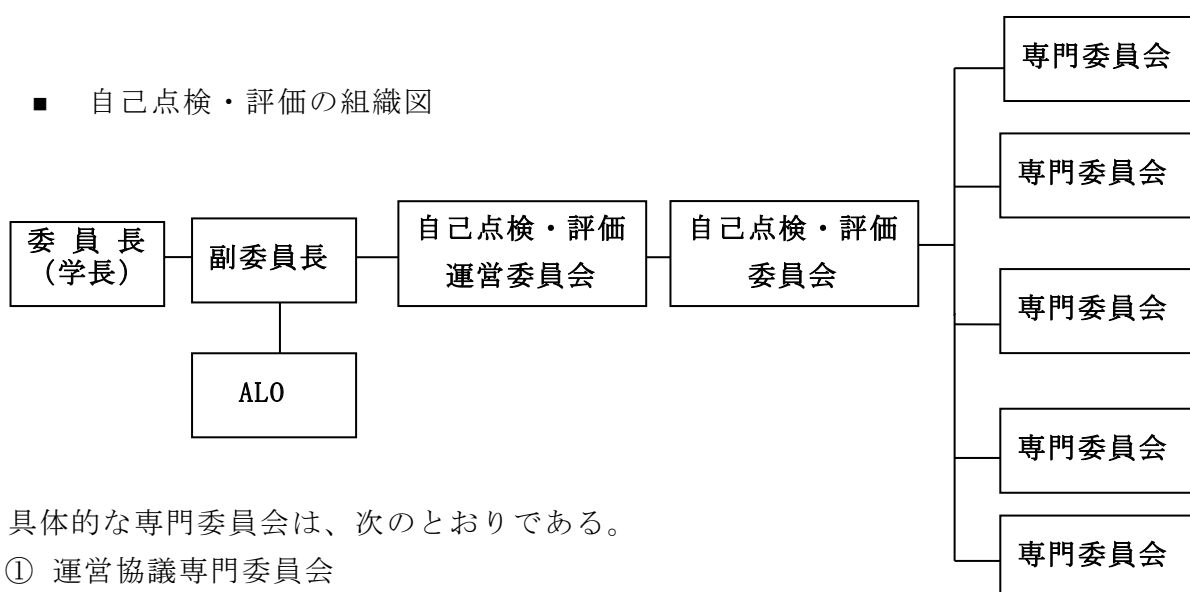 ■ 自己点検・評価の組織図
委 員 長
(学長)
副委員長
ALO
自己点検・評価
運営委員会
自己点検・評価
委員会
専門委員会
専門委員会
専門委員会
専門委員会
専門委員会
具体的な専門委員会は、次のとおりである。
① 運営協議専門委員会